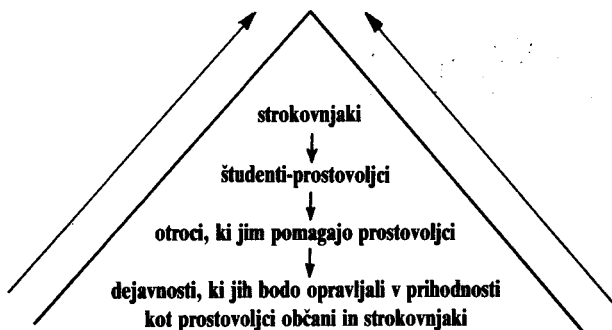 strokovnjaki
študenti-prostovoljci
otroci, ki jim pomagajo prostovoljci
dejavnosti, ki jih bodo opravljali v prihodnosti
kot prostovoljci občani in strokovnjaki